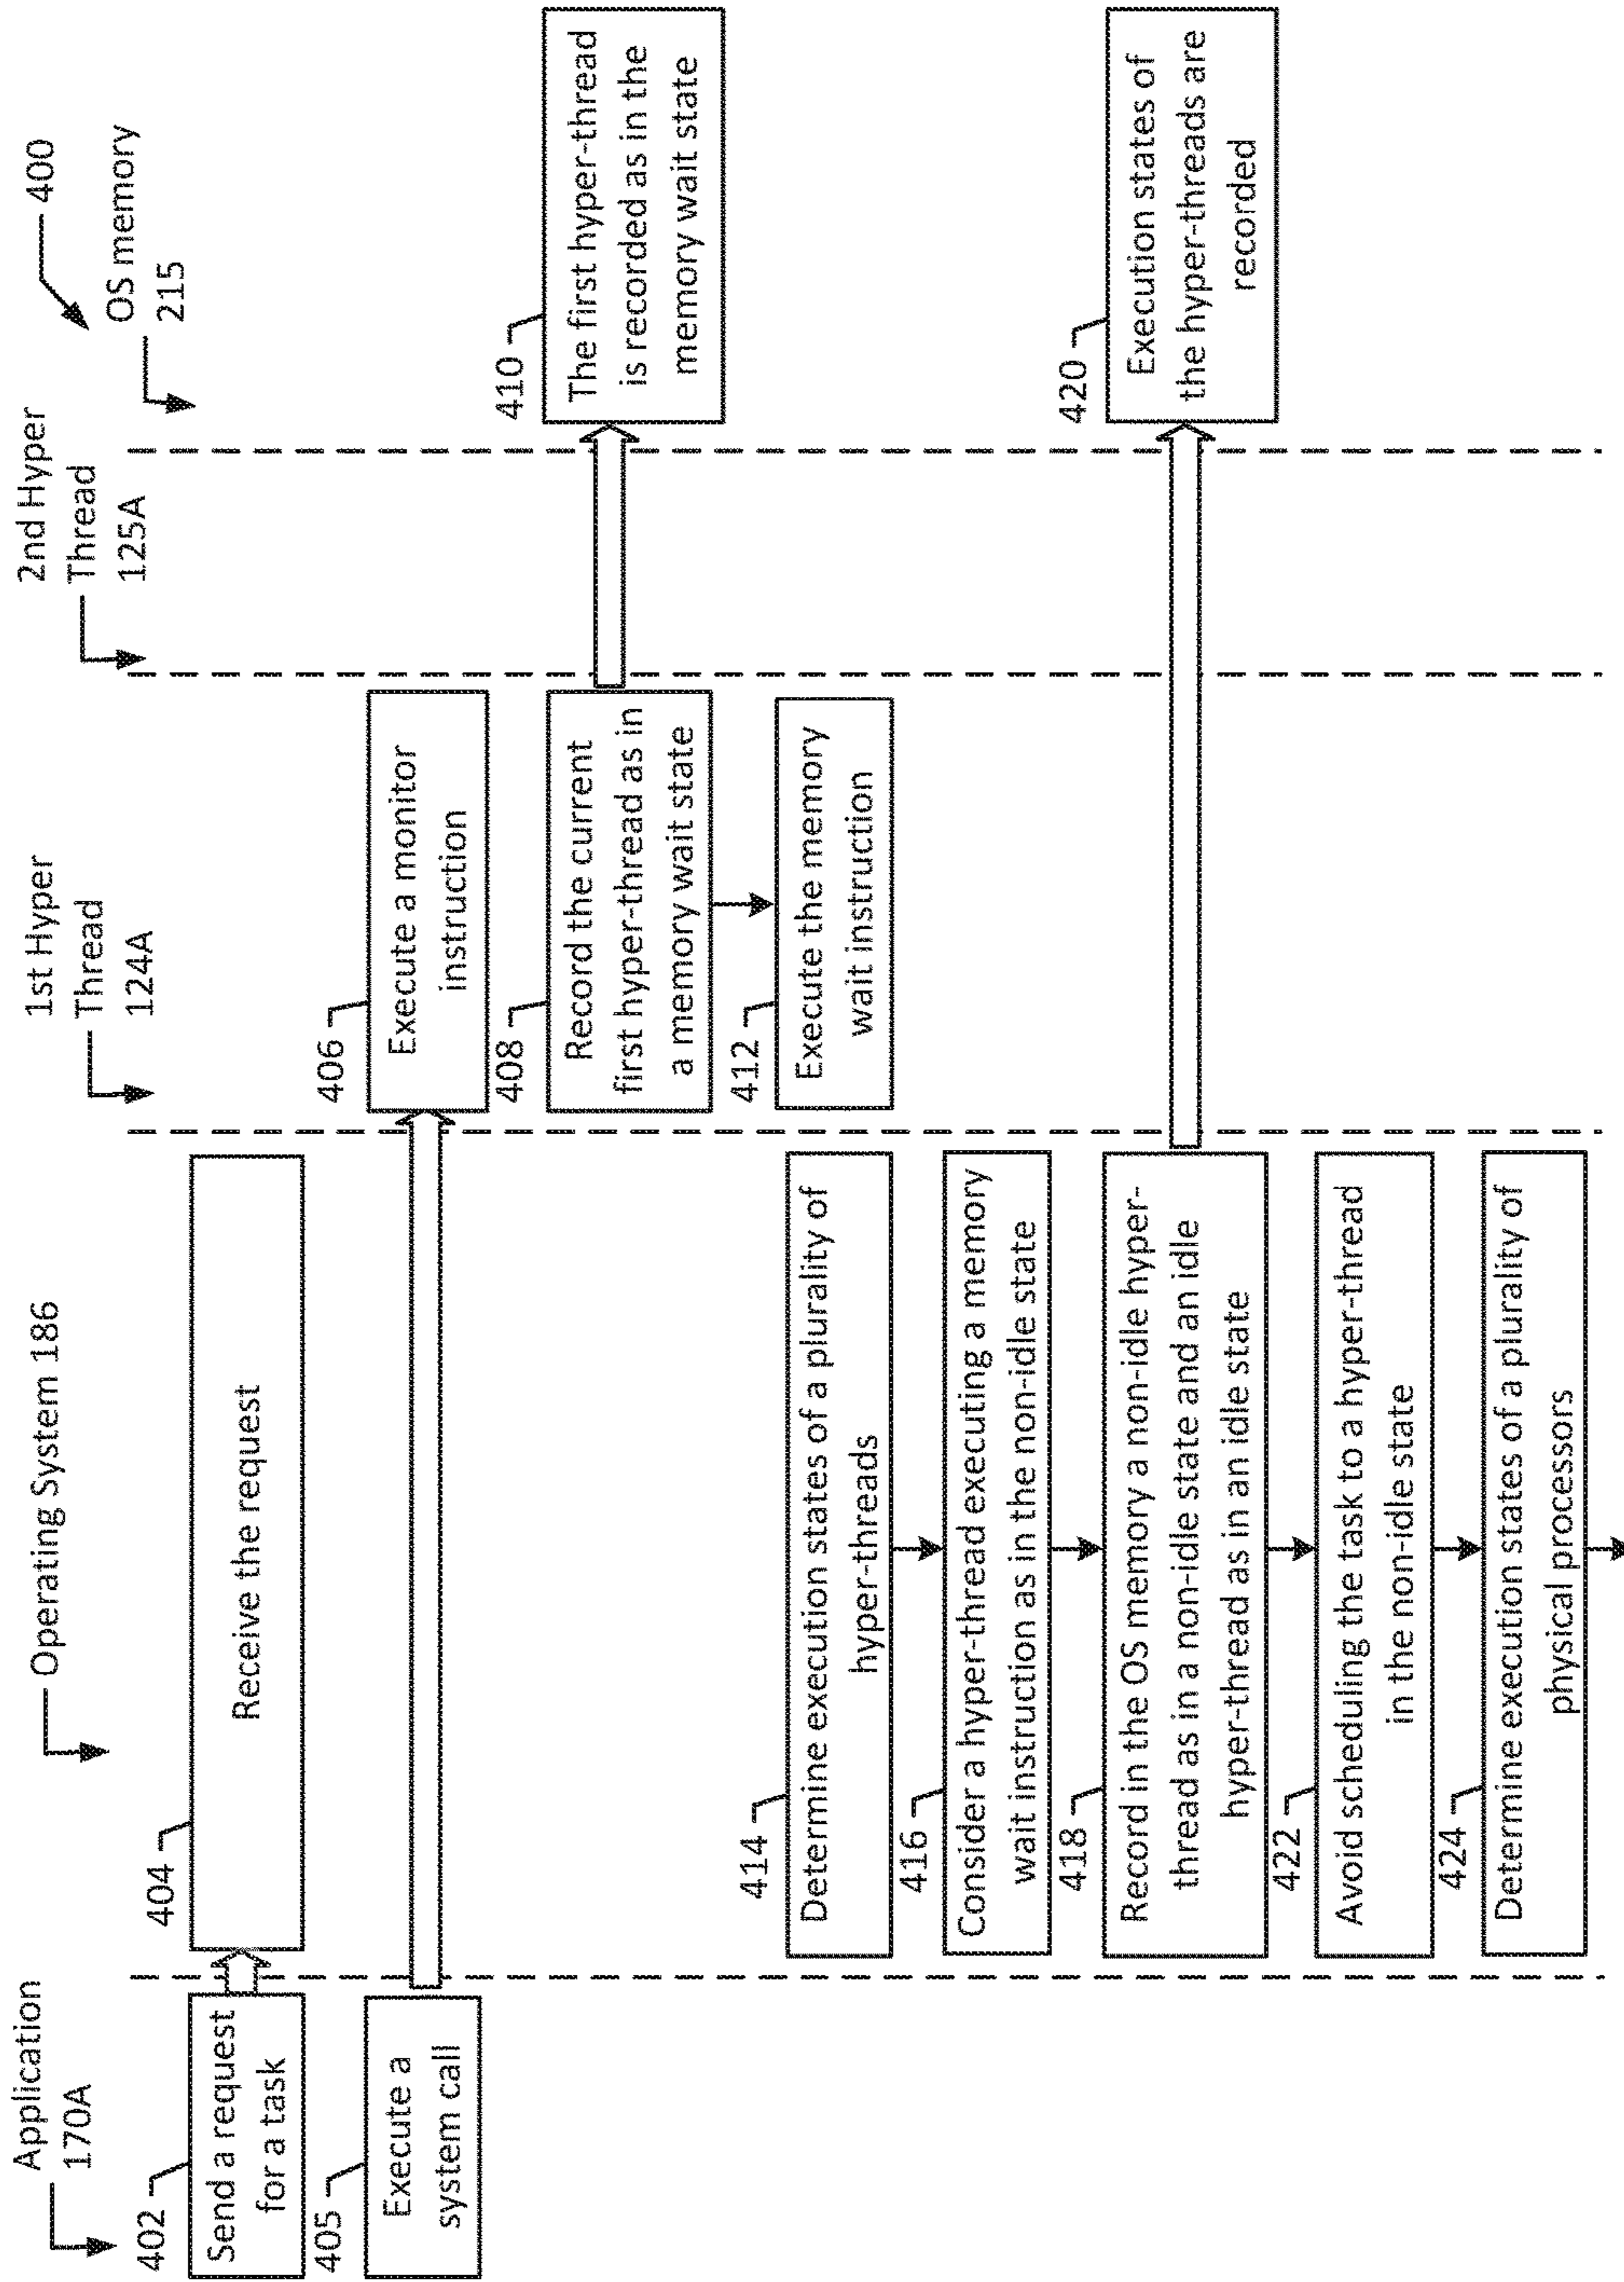 400
Application
170A
Operating System 186
1st Hyper
Thread
124A
2nd Hyper
Thread
125A
OS memory
215
402
Send a request
for a task
404
Receive the request
405
Execute a
system call
406
Execute a monitor
instruction
408
Record the current
first hyper-thread as in
a memory wait state
410
The first hyper-thread
is recorded as in the
memory wait state
412
Execute the memory
wait instruction
414
Determine execution states of a plurality of
hyper-threads
416
Consider a hyper-thread executing a memory
wait instruction as in the non-idle state
418
Record in the OS memory a non-idle hyper-
thread as in a non-idle state and an idle
hyper-thread as in an idle state
420
Execution states of
the hyper-threads are
recorded
422
Avoid scheduling the task to a hyper-thread
in the non-idle state
424
Determine execution states of a plurality of
physical processors